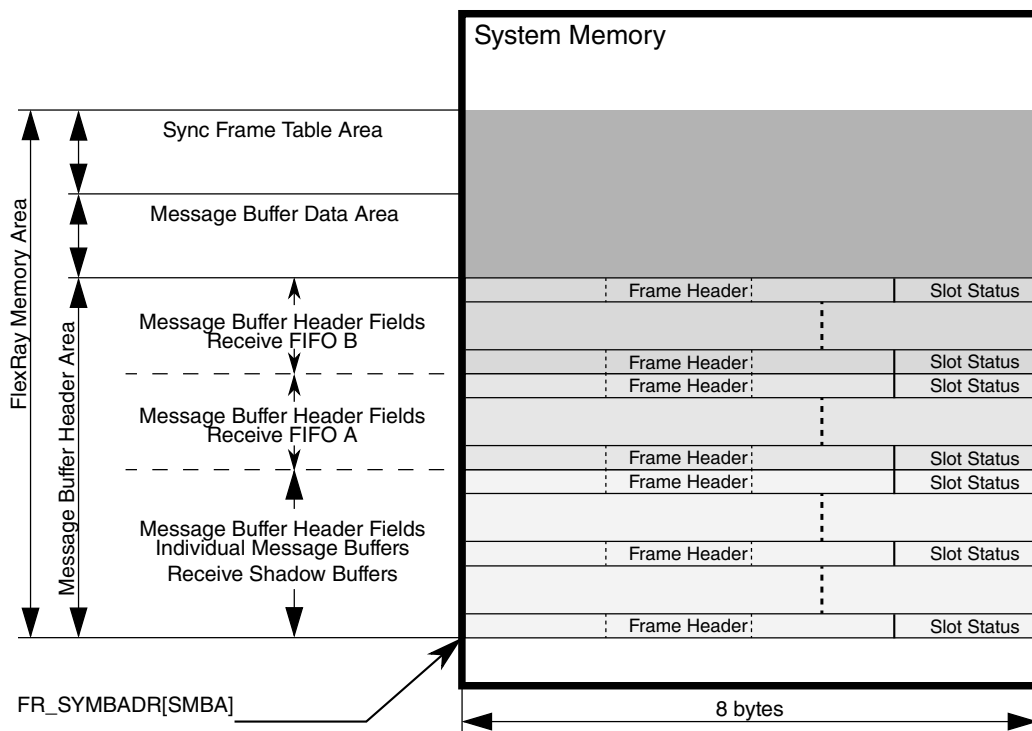 System Memory
Sync Frame Table Area
Message Buffer Data Area
FlexRay Memory Area
Message Buffer Header Area
Message Buffer Header Fields
Receive FIFO B
Message Buffer Header Fields
Receive FIFO A
Message Buffer Header Fields
Individual Message Buffers
Receive Shadow Buffers
Frame Header Slot Status
Frame Header Slot Status
Frame Header Slot Status
Frame Header Slot Status
Frame Header Slot Status
Frame Header Slot Status
Frame Header Slot Status
FR_SYMBADR[SMBA]
8 bytes